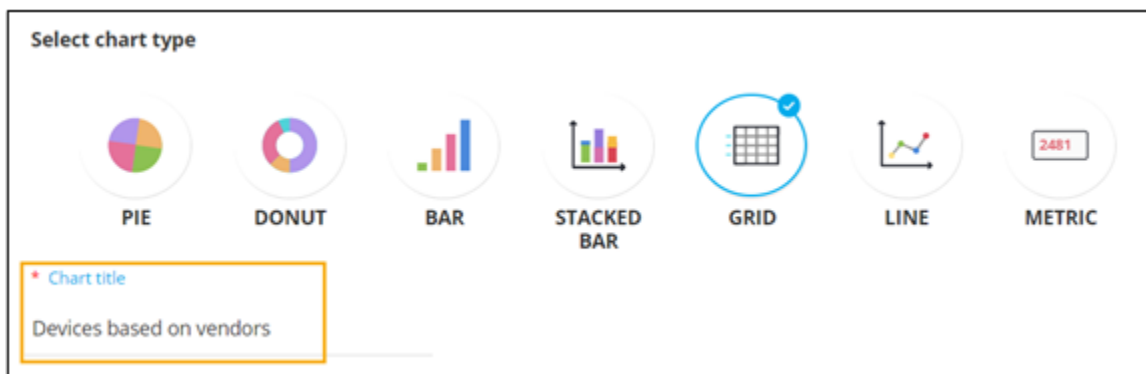 Select chart type
2481
PIE
DONUT
BAR
STACKED
BAR
GRID
LINE
METRIC
* Chart title
Devices based on vendors